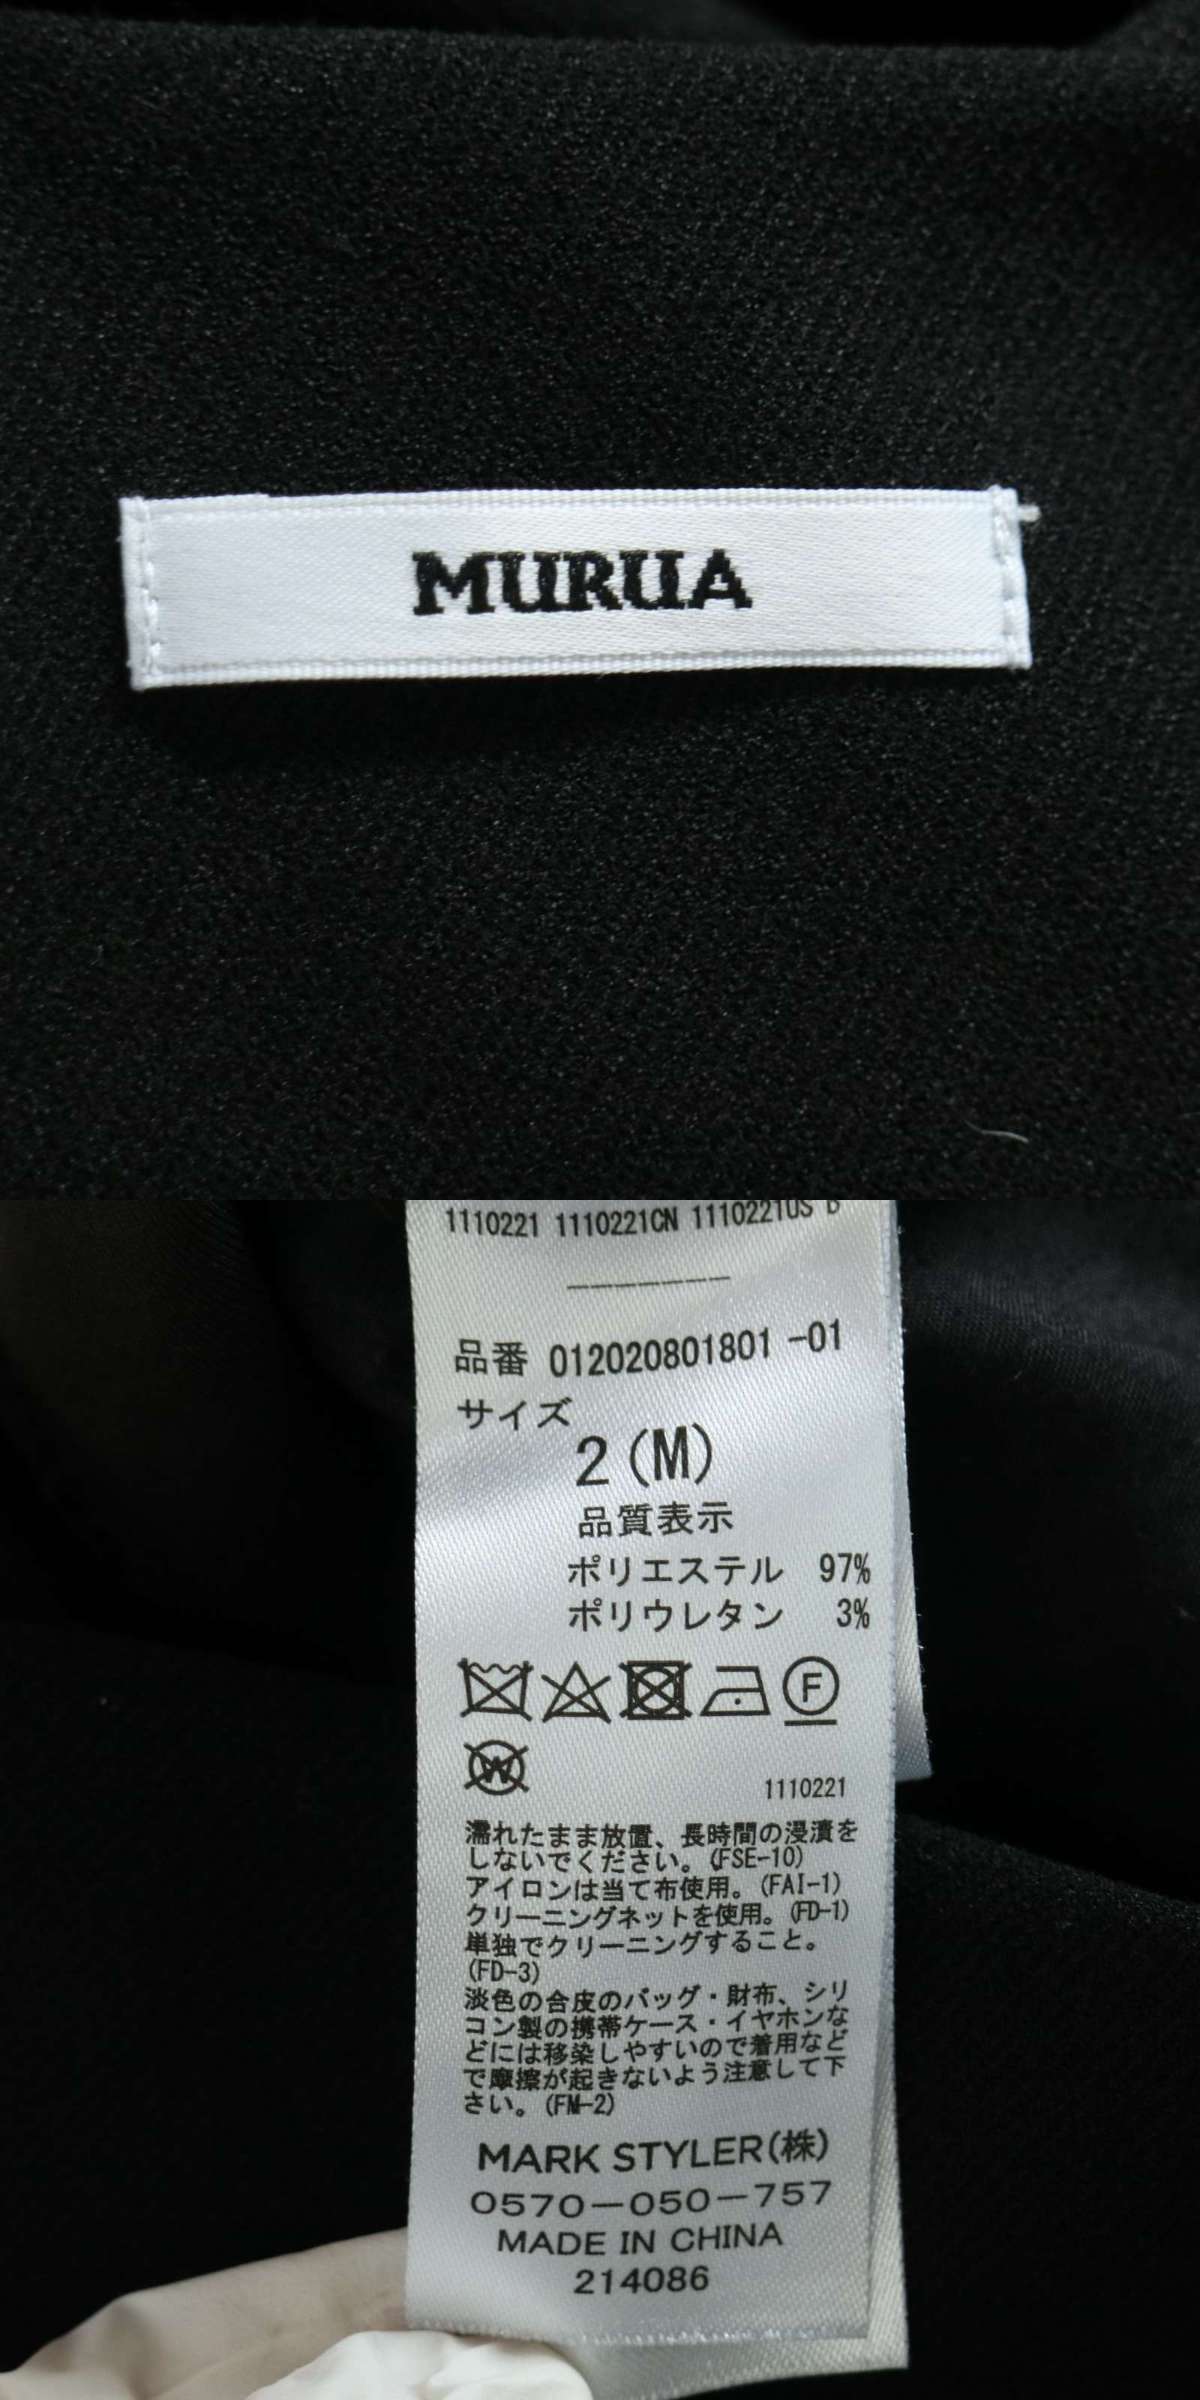 MURUA
1110221 1110221CN 1110221US B
-------
品番 012020801801 -01
サイズ
2(M)
品質表示
ポリエステル 97%
ポリウレタン 3%
F
W
1110221
濡れたまま放置、長時間の浸漬を
しないでください。(FSE-10)
アイロンは当て布使用。(FAI-1)
クリーニングネットを使用。(FD-1)
単独でクリーニングすること。
(FD-3)
淡色の合皮のバッグ・財布、シリ
コン製の携帯ケース・イヤホンな
どには移染しやすいので着用など
で摩擦が起きないよう注意して下
さい。(FM-2)
MARK STYLER(株)
0570-050-757
MADE IN CHINA
214086